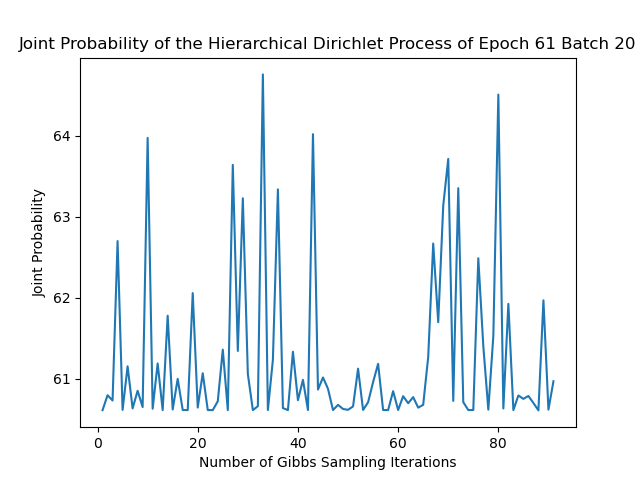 Joint Probability of the Hierarchical Dirichlet Process of Epoch 61 Batch 20
64
63
62
61
Joint Probability
0 20 40 60 80
Number of Gibbs Sampling Iterations